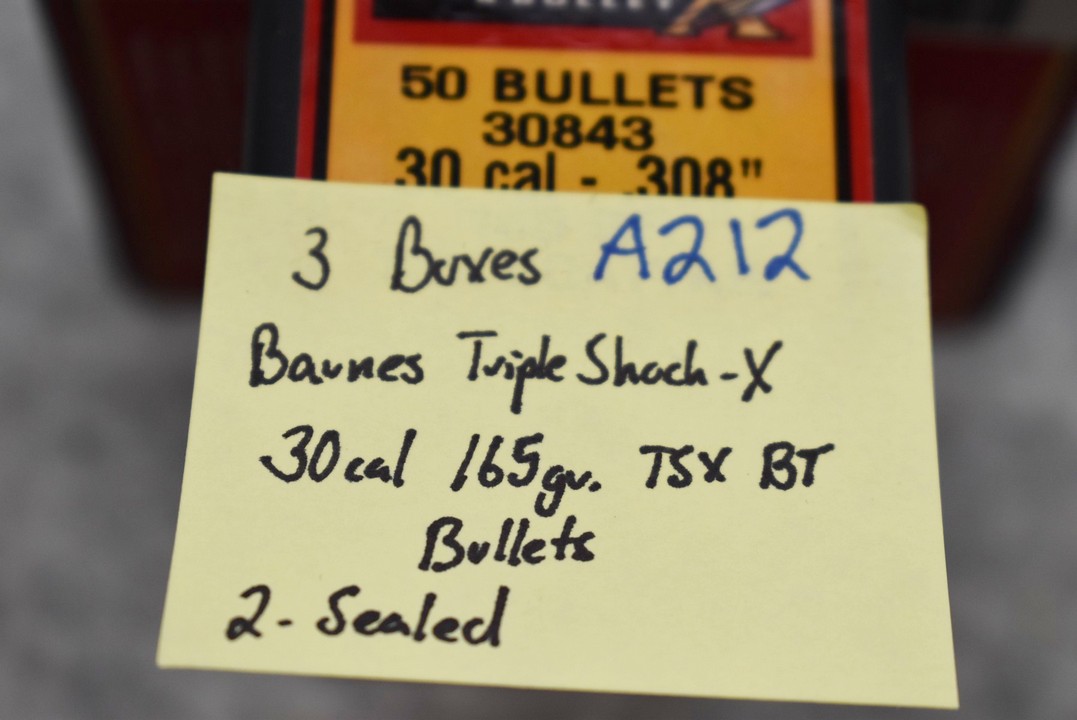 & BULLET
50 BULLETS
30843
30 cal - .308"
3 Boxes A212
Barnes Triple Shock-X
30cal 165gr. TSX BT
Bullets
2- Sealed